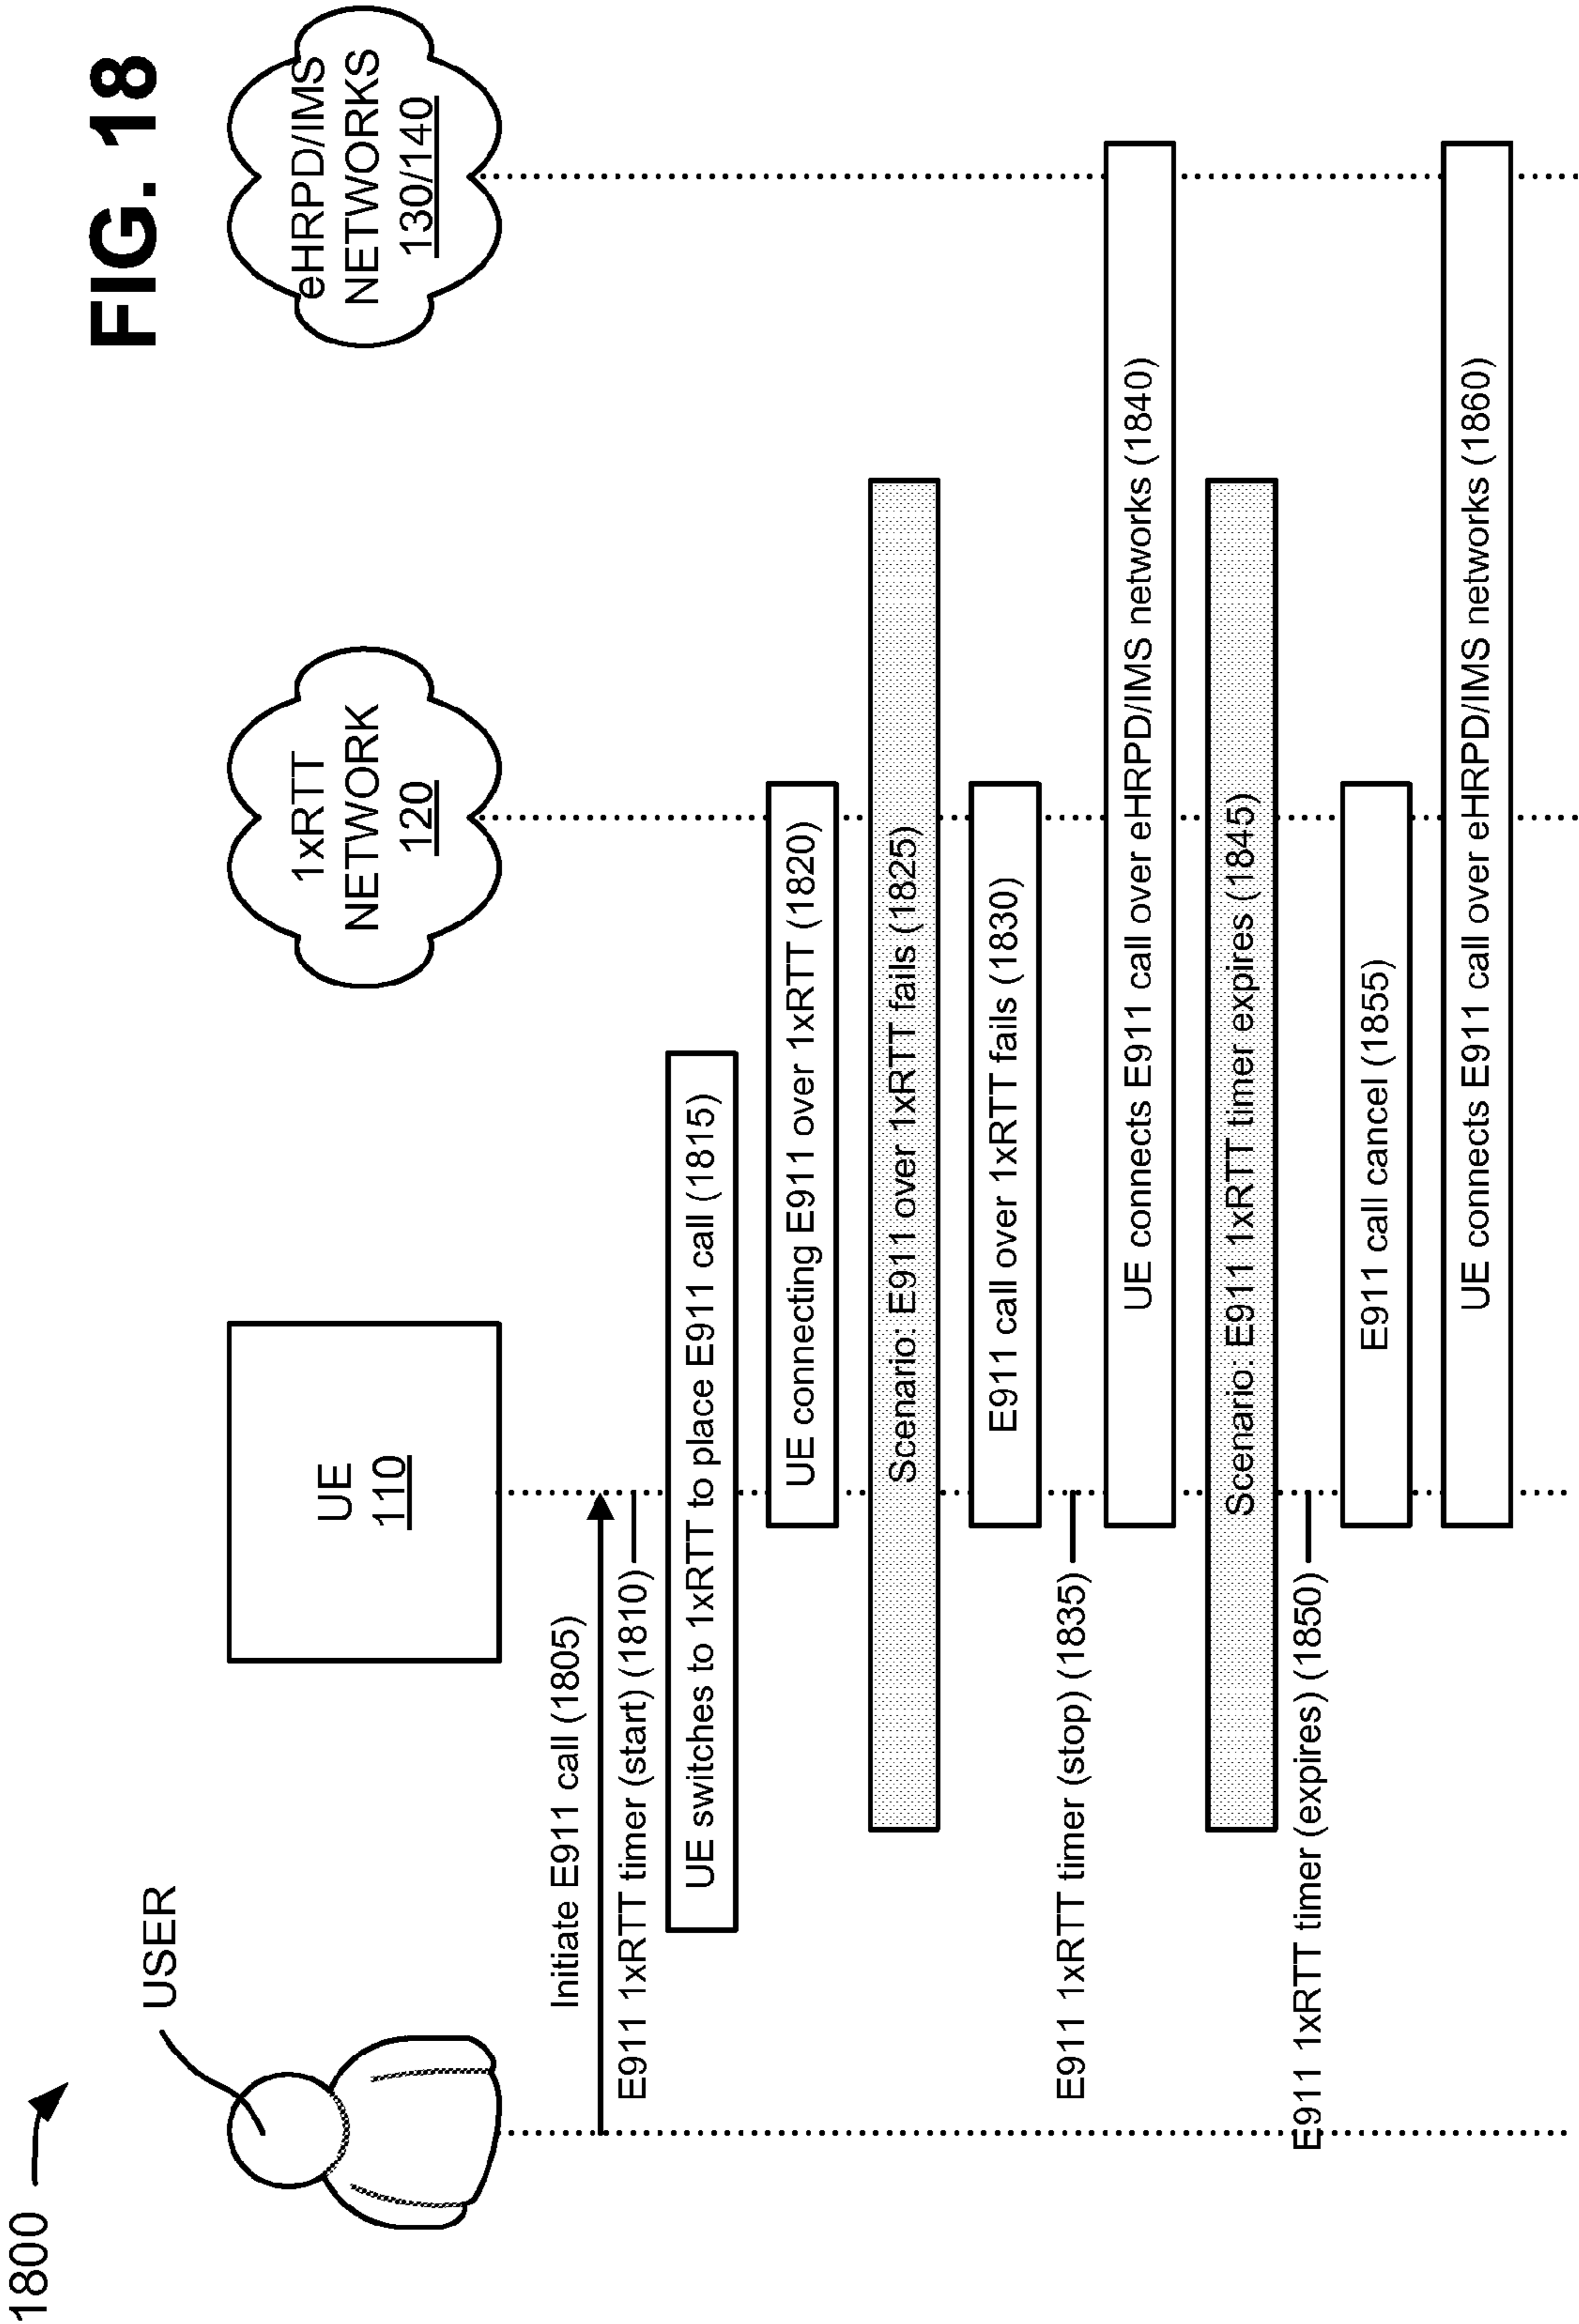 FIG. 18
1800
USER
UE
110
1xRTT
NETWORK
120
eHRPD/IMS
NETWORKS
130/140
Initiate E911 call (1805)
E911 1xRTT timer (start) (1810)
UE switches to 1xRTT to place E911 call (1815)
UE connecting E911 over 1xRTT (1820)
Scenario: E911 over 1xRTT fails (1825)
E911 call over 1xRTT fails (1830)
E911 1xRTT timer (stop) (1835)
UE connects E911 call over eHRPD/IMS networks (1840)
Scenario: E911 1xRTT timer expires (1845)
E911 1xRTT timer (expires) (1850)
E911 call cancel (1855)
UE connects E911 call over eHRPD/IMS networks (1860)